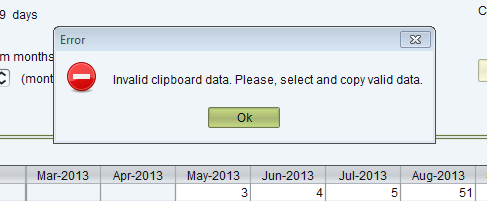 9 days
C
Error
m months
(mont
Invalid clipboard data. Please, select and copy valid data.
Ok
Mar-2013 Apr-2013 May-2013 Jun-2013 Jul-2013 Aug-2013
3 4 5 51